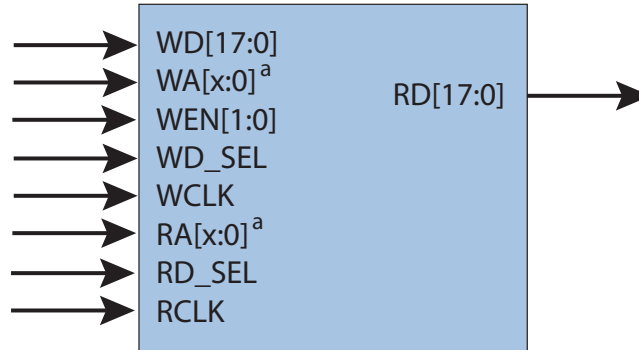 WD[17:0]
WA[x:0]a
RD[17:0]
WEN[1:0]
WD_SEL
WCLK
RA[x:0]a
RD_SEL
RCLK